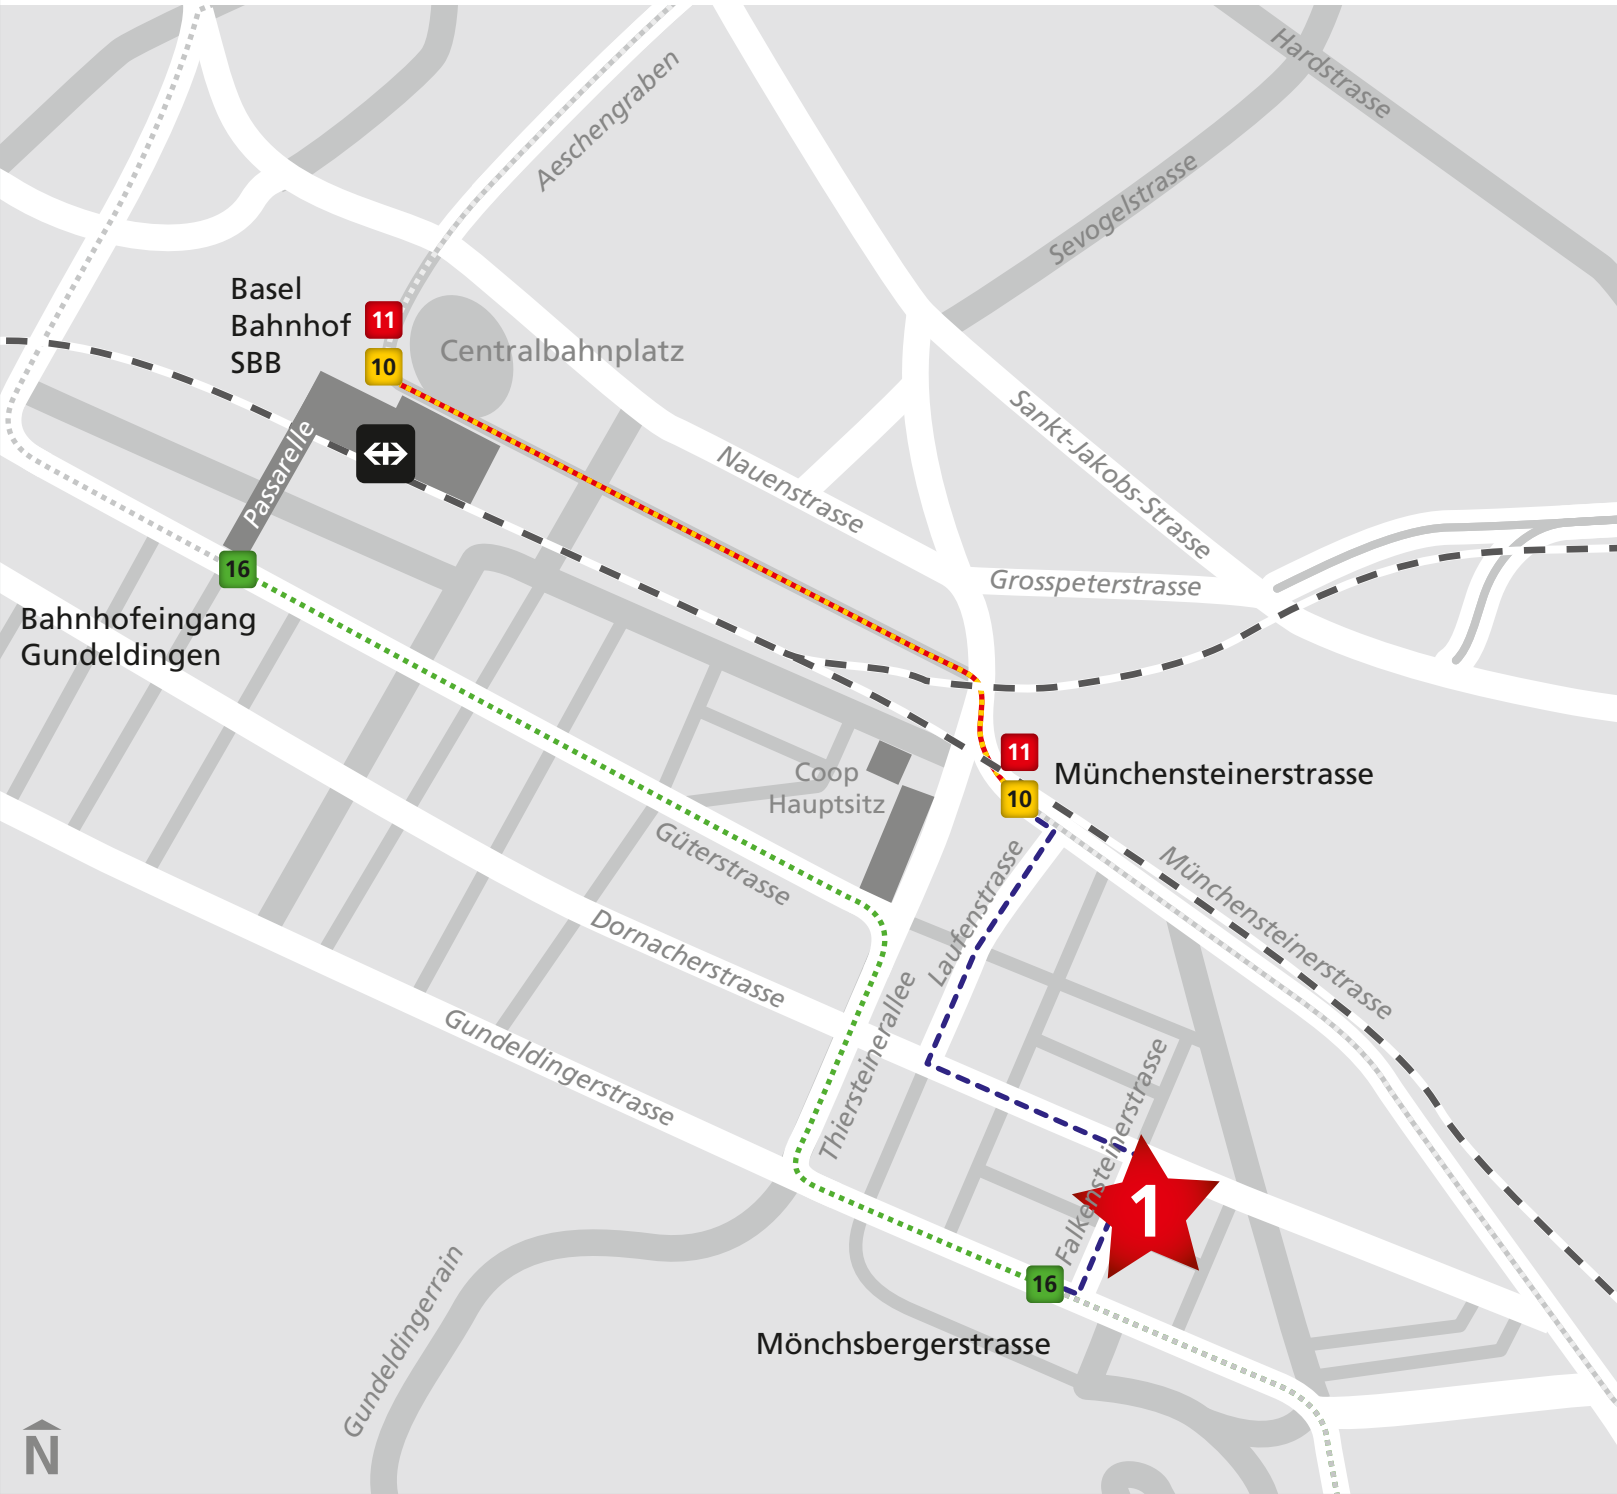 Hardstrasse
Aeschengraben
Sevogelstrasse
Basel
Bahnhof
SBB
11
10
Centralbahnplatz
Passarelle
Nauenstrasse
Sankt-Jakobs-Strasse
Grosspeterstrasse
16
Bahnhofeingang
Gundeldingen
11
10
Münchensteinerstrasse
Coop
Hauptsitz
Güterstrasse
Laufenstrasse
Münchensteinerstrasse
Dornacherstrasse
Thiersteinerallee
Gundeldingerstrasse
Falkensteinerstrasse
1
16
Mönchsbergerstrasse
Gundeldingerrain
N